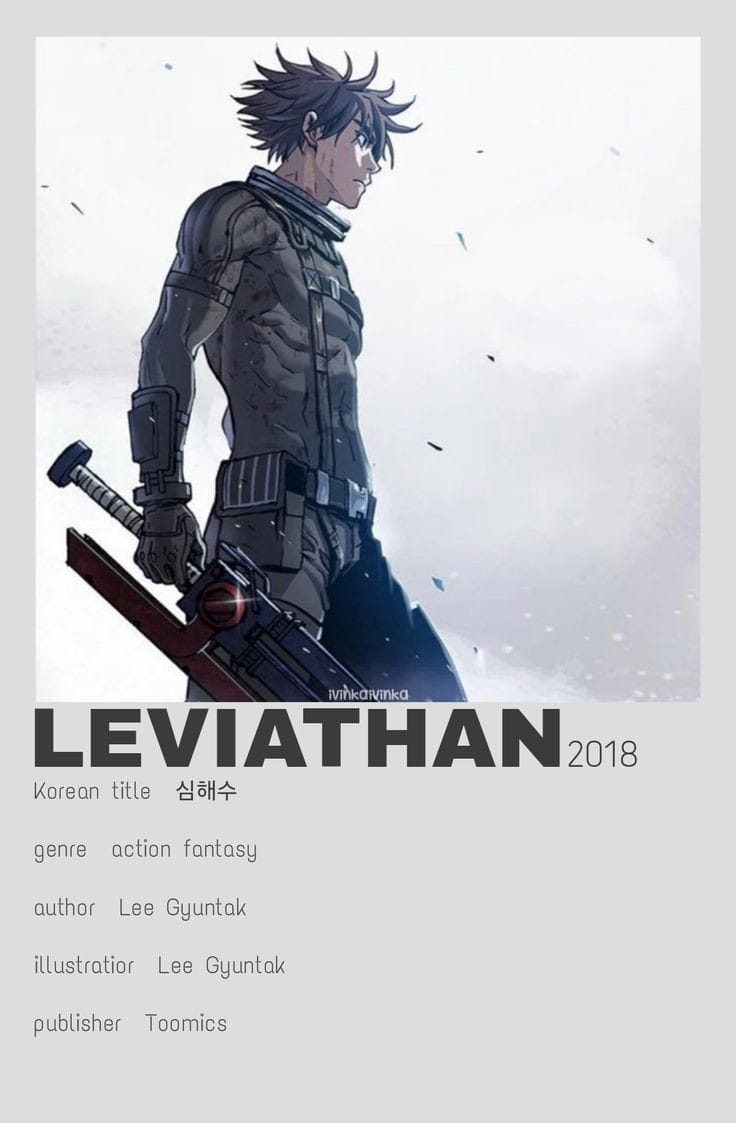 ivinkaivinka
LEVIATHAN 2018
Korean title 심해수
genre action fantasy
author Lee Gyuntak
illustratior Lee Gyuntak
publisher Toomics